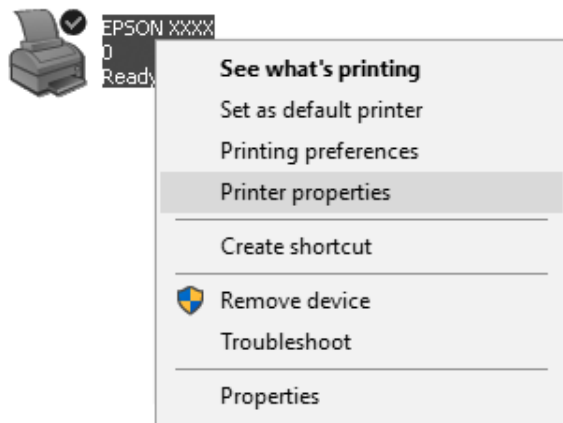 EPSON XXXX
0
Ready
See what's printing
Set as default printer
Printing preferences
Printer properties
Create shortcut
Remove device
Troubleshoot
Properties